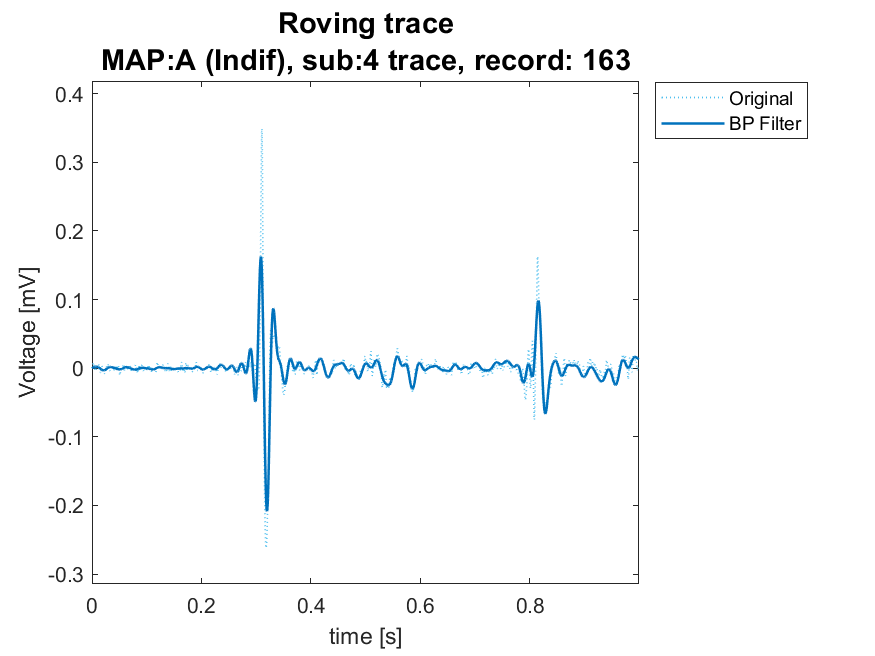 Roving trace
MAP:A (Indif), sub:4 trace, record: 163
Original
BP Filter
0.4
0.3
0.2
0.1
0
-0.1
-0.2
-0.3
Voltage [mV]
0
0.2
0.4
0.6
0.8
time [s]